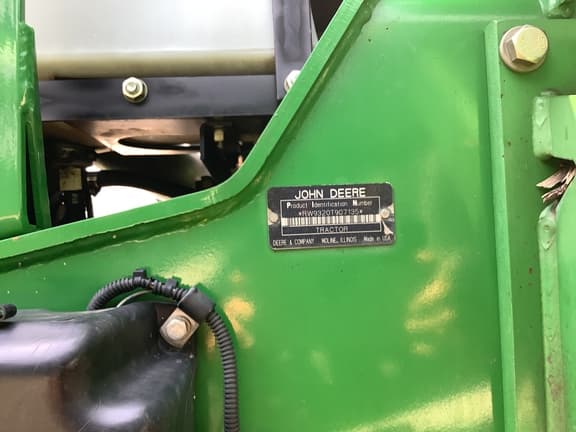 JOHN DEERE
Product Identification Number
*RW9320T907135*
TRACTOR
DEERE & COMPANY MOLINE, ILLINOIS Made in USA